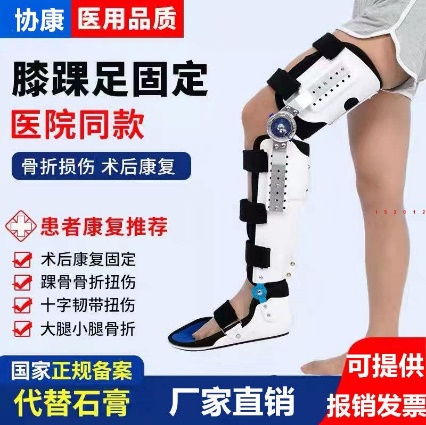 协康 医用品质
膝踝足固定
医院同款
骨折损伤 术后康复
患者康复推荐
术后康复固定
踝骨骨折扭伤
十字韧带扭伤
大腿小腿骨折
国家正规备案
代替石膏
厂家直销
可提供
报销发票